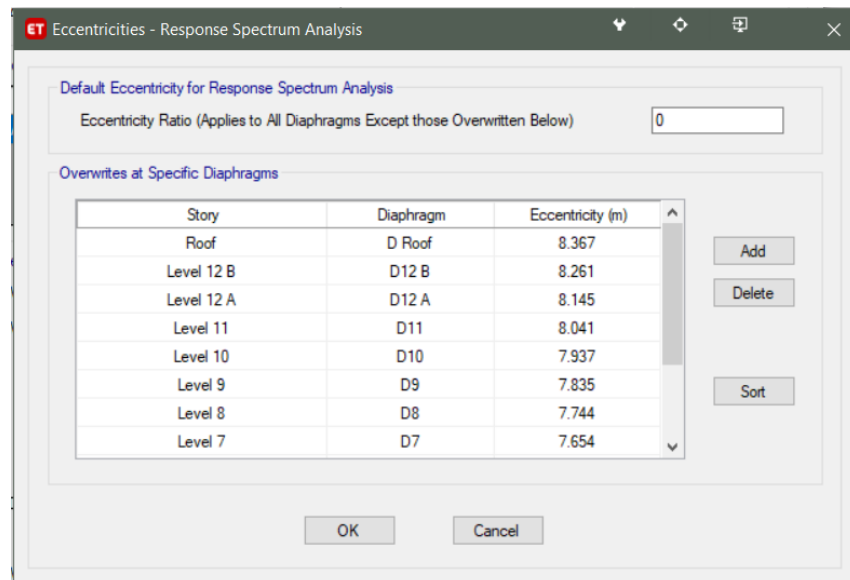 ET Eccentricities - Response Spectrum Analysis
Default Eccentricity for Response Spectrum Analysis
Eccentricity Ratio (Applies to All Diaphragms Except those Overwritten Below) 0
Overwrites at Specific Diaphragms
Story Diaphragm Eccentricity (m)
Roof D Roof 8.367
Level 12 B D12 B 8.261
Level 12 A D12 A 8.145
Level 11 D11 8.041
Level 10 D10 7.937
Level 9 D9 7.835
Level 8 D8 7.744
Level 7 D7 7.654
Add
Delete
Sort
OK Cancel